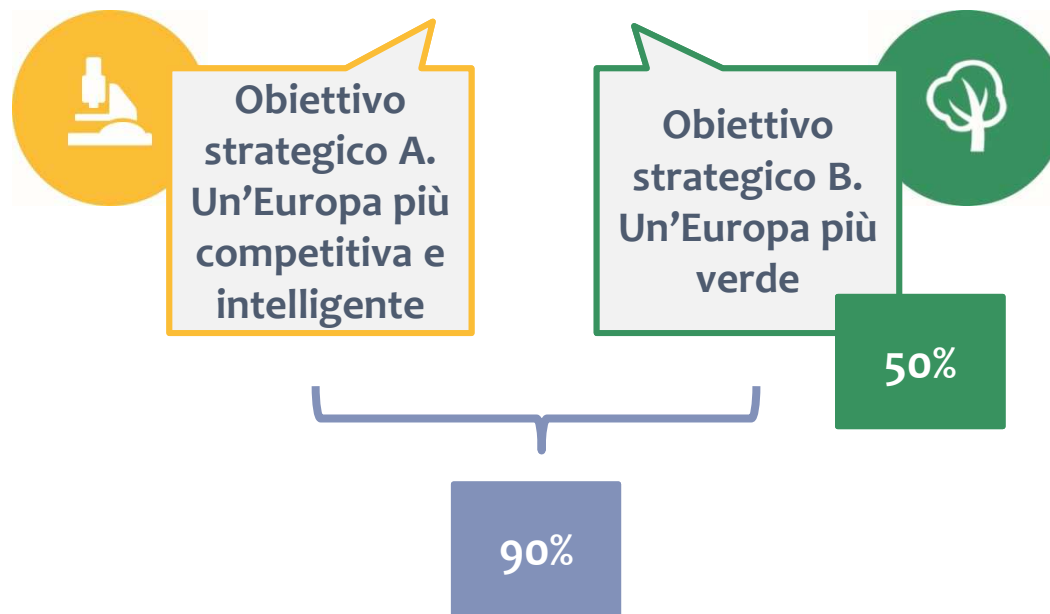 Obiettivo
strategico A.
Un’Europa più
competitiva e
intelligente
Obiettivo
strategico B.
Un’Europa più
verde
50%
90%